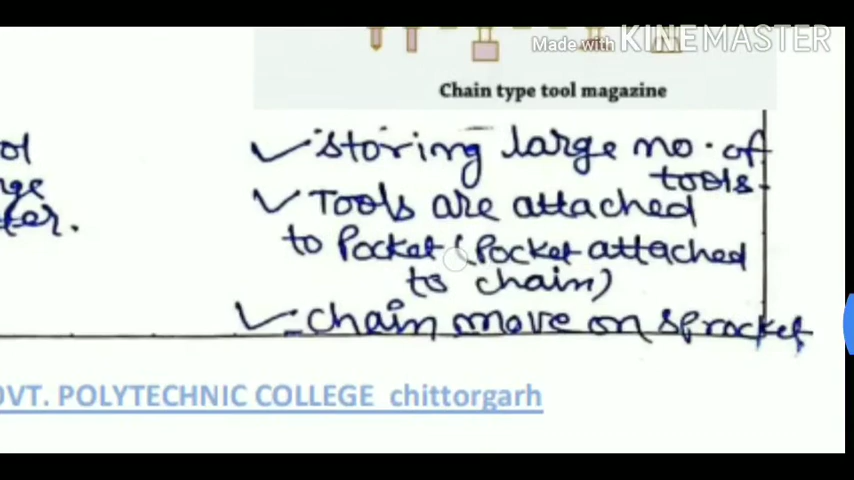 Made with KINEMASTER
Chain type tool magazine
storing large no. of
tools.
Tools are attached
to Pocket (Pocket attached
to chain)
chain move on sprocket
OVT. POLYTECHNIC COLLEGE chittorgarh